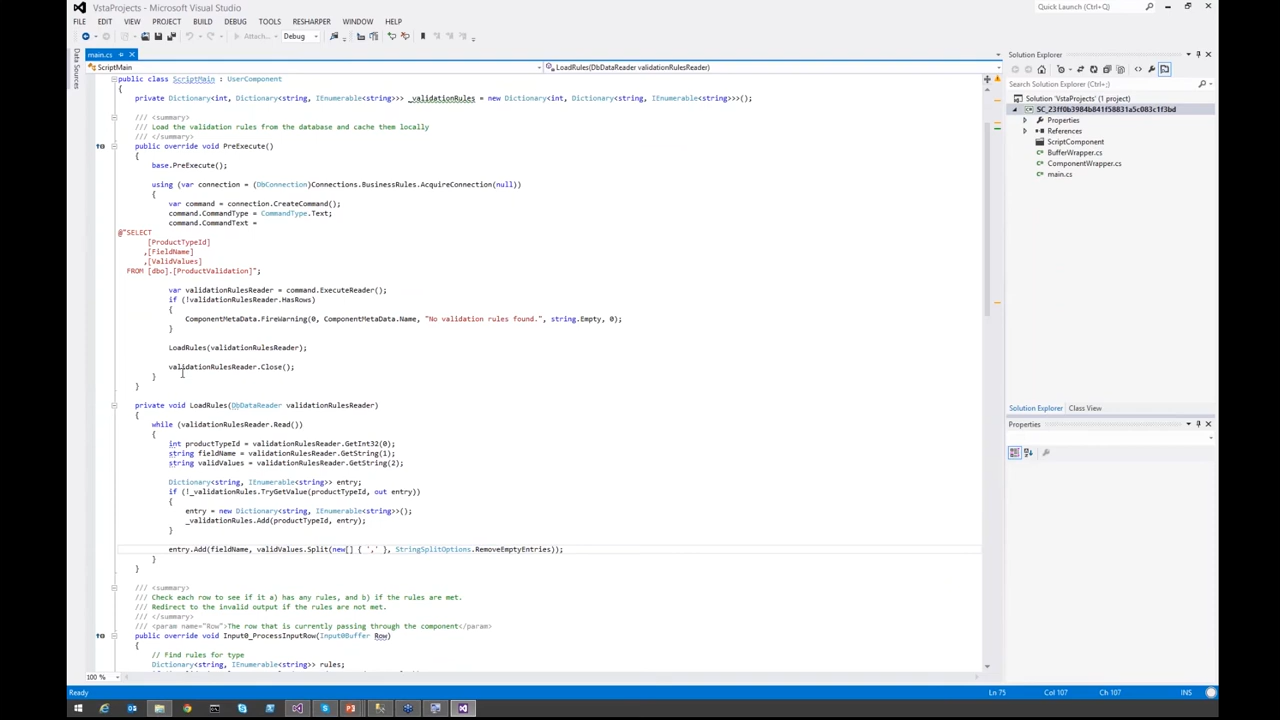 VstaProjects - Microsoft Visual Studio
Quick Launch (Ctrl+;)
FILE EDIT VIEW PROJECT BUILD DEBUG TOOLS RESHARPER WINDOW HELP
Attach... Debug
Data Sources
main.cs
ScriptMain
LoadRules(DbDataReader validationRulesReader)
public class ScriptMain : UserComponent
{
private Dictionary<int, Dictionary<string, IEnumerable<string>>> _validationRules = new Dictionary<int, Dictionary<string, IEnumerable<string>>>();
/// <summary>
/// Load the validation rules from the database and cache them locally
/// </summary>
public override void PreExecute()
{
base.PreExecute();
using (var connection = (DbConnection)Connections.BusinessRules.AcquireConnection(null))
{
var command = connection.CreateCommand();
command.CommandType = CommandType.Text;
command.CommandText =
@"SELECT
[ProductTypeId]
,[FieldName]
,[ValidValues]
FROM [dbo].[ProductValidation]";
var validationRulesReader = command.ExecuteReader();
if (!validationRulesReader.HasRows)
{
ComponentMetaData.FireWarning(0, ComponentMetaData.Name, "No validation rules found.", string.Empty, 0);
}
LoadRules(validationRulesReader);
validationRulesReader.Close();
}
}
private void LoadRules(DbDataReader validationRulesReader)
{
while (validationRulesReader.Read())
{
int productTypeId = validationRulesReader.GetInt32(0);
string fieldName = validationRulesReader.GetString(1);
string validValues = validationRulesReader.GetString(2);
Dictionary<string, IEnumerable<string>> entry;
if (!_validationRules.TryGetValue(productTypeId, out entry))
{
entry = new Dictionary<string, IEnumerable<string>>();
_validationRules.Add(productTypeId, entry);
}
entry.Add(fieldName, validValues.Split(new[] { ',' }, StringSplitOptions.RemoveEmptyEntries));
}
}
/// <summary>
/// Check each row to see if it a) has any rules, and b) if the rules are met.
/// Redirect to the invalid output if the rules are not met.
/// </summary>
/// <param name="Row">The row that is currently passing through the component</param>
public override void Input0_ProcessInputRow(Input0Buffer Row)
{
// Find rules for type
Dictionary<string, IEnumerable<string>> rules;
100 %
Solution Explorer
Search Solution Explorer (Ctrl+;)
Solution 'VstaProjects' (1 project)
SC_23ff0b3984b841f58831a5c083c1f3bd
Properties
References
ScriptComponent
BufferWrapper.cs
ComponentWrapper.cs
main.cs
Solution Explorer Class View
Properties
Ready
Ln 75 Col 107 Ch 107 INS